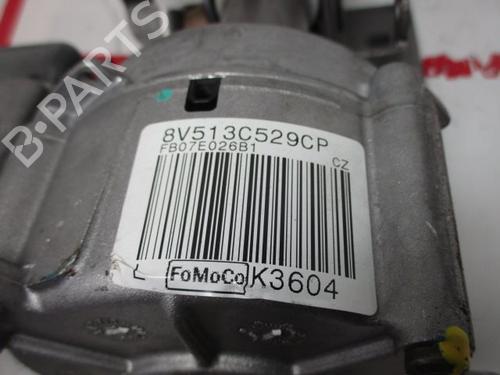 8V513C529CP
FB07E026B1
CZ
L
FoMoCo K3604
B-PARTS